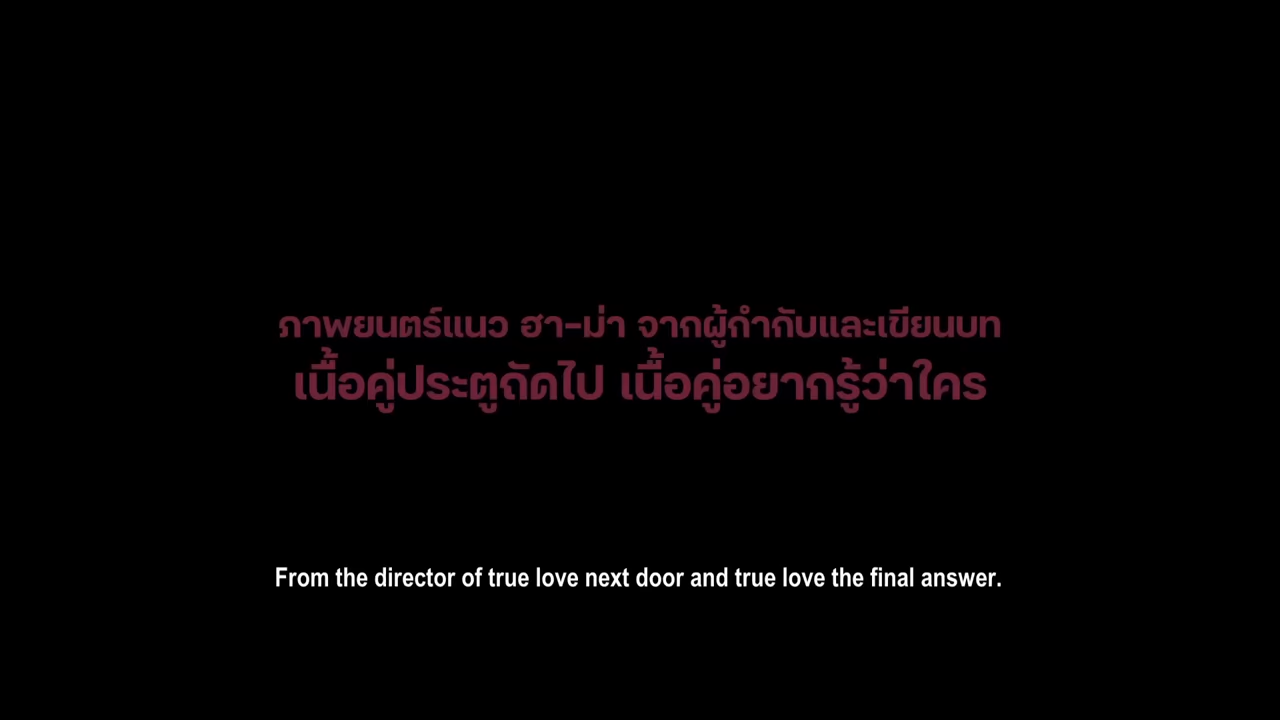 ภาพยนตร์แนว ฮา-ม่า จากผู้กำกับและเขียนบท
เนื้อคู่ประตูถัดไป เนื้อคู่อยากรู้ว่าใคร
From the director of true love next door and true love the final answer.